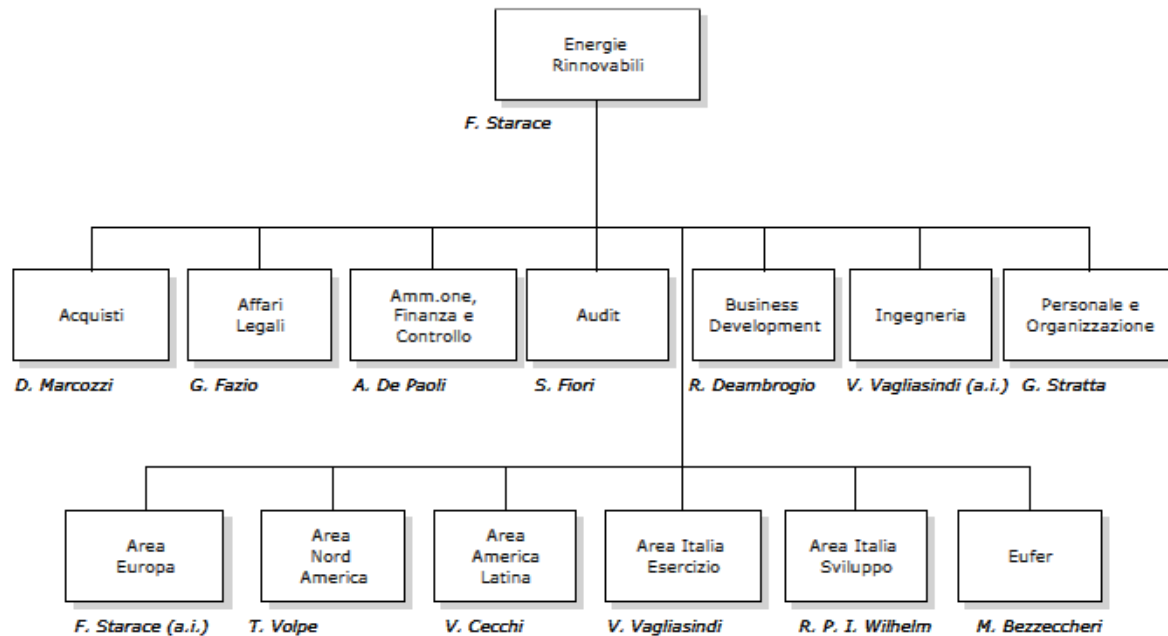 Energie
Rinnovabili
F. Starace
Acquisti
D. Marcozzi
Affari
Legali
G. Fazio
Amm.one,
Finanza e
Controllo
A. De Paoli
Audit
S. Fiori
Business
Development
R. Deambrogio
Ingegneria
V. Vagliasindi (a.i.)
Personale e
Organizzazione
G. Stratta
Area
Europa
F. Starace (a.i.)
Area
Nord
America
T. Volpe
Area
America
Latina
V. Cecchi
Area Italia
Esercizio
V. Vagliasindi
Area Italia
Sviluppo
R. P. I. Wilhelm
Eufer
M. Bezzeccheri